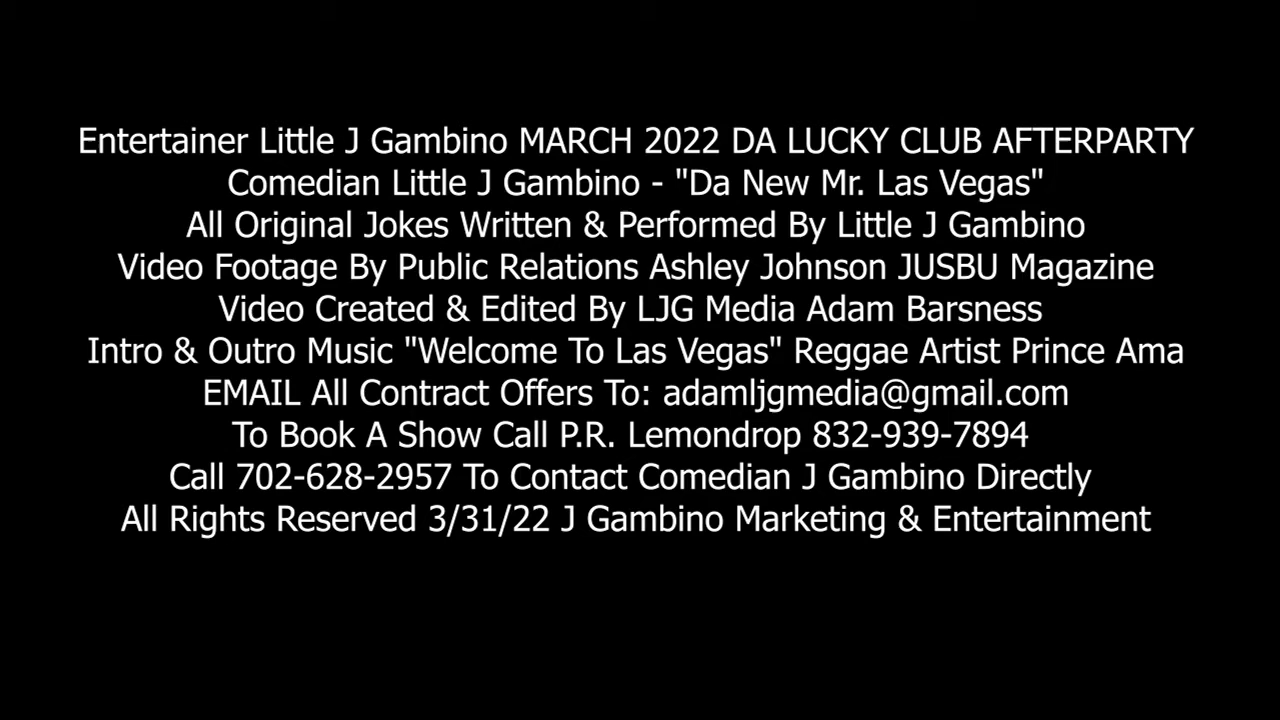 Entertainer Little J Gambino MARCH 2022 DA LUCKY CLUB AFTERPARTY
Comedian Little J Gambino - "Da New Mr. Las Vegas"
All Original Jokes Written & Performed By Little J Gambino
Video Footage By Public Relations Ashley Johnson JUSBU Magazine
Video Created & Edited By LJG Media Adam Barsness
Intro & Outro Music "Welcome To Las Vegas" Reggae Artist Prince Ama
EMAIL All Contract Offers To: adamljgmedia@gmail.com
To Book A Show Call P.R. Lemondrop 832-939-7894
Call 702-628-2957 To Contact Comedian J Gambino Directly
All Rights Reserved 3/31/22 J Gambino Marketing & Entertainment